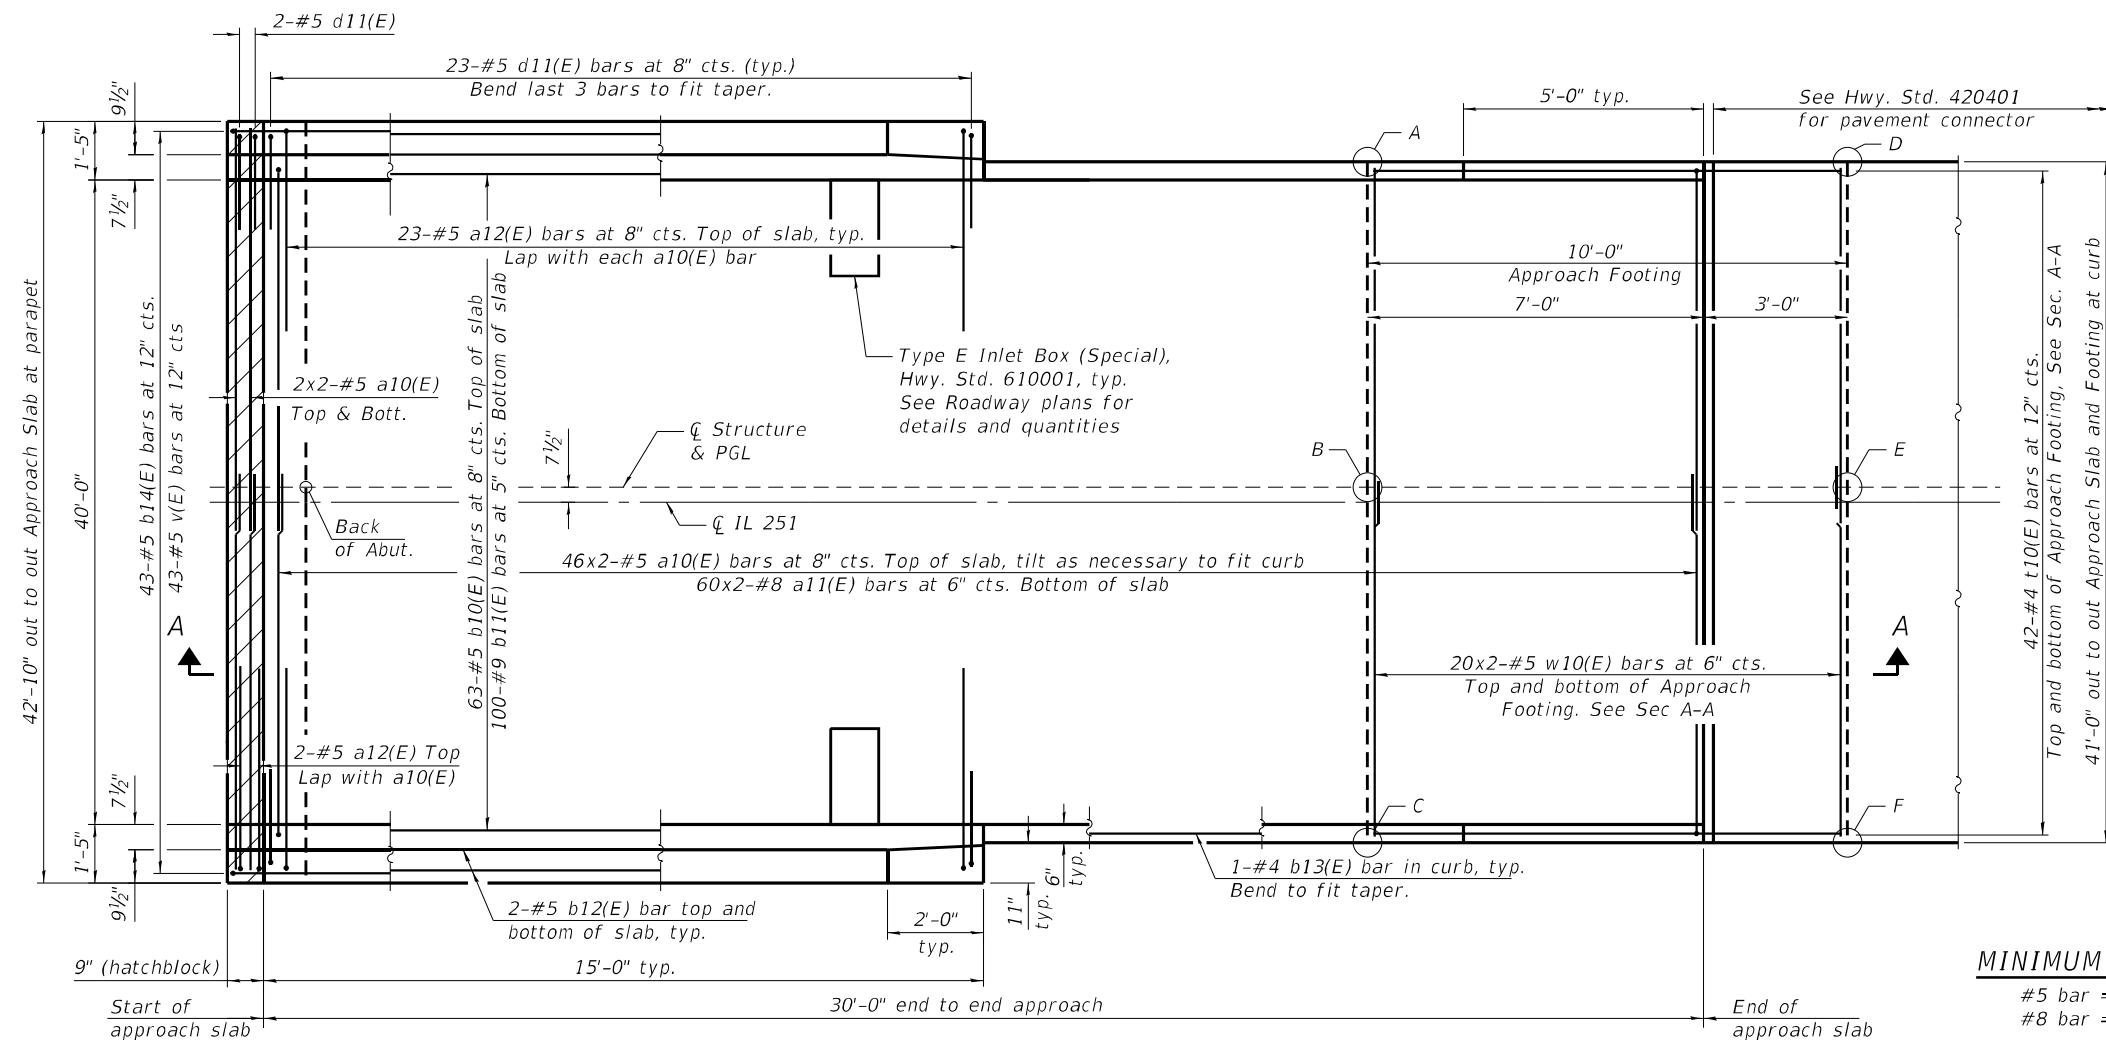 2-#5 d11(E)
23-#5 d11(E) bars at 8" cts. (typ.)
Bend last 3 bars to fit taper.
5'-0" typ.
See Hwy. Std. 420401
for pavement connector
9½"
1'-5"
7½"
A
D
23-#5 a12(E) bars at 8" cts. Top of slab, typ.
Lap with each a10(E) bar
10'-0"
Approach Footing
7'-0"
3'-0"
42'-10" out to out Approach Slab at parapet
40'-0"
43-#5 b14(E) bars at 12" cts.
43-#5 v(E) bars at 12" cts
2x2-#5 a10(E)
Top & Bott.
63-#5 b10(E) bars at 8" cts. Top of slab
100-#9 b11(E) bars at 5" cts. Bottom of slab
Type E Inlet Box (Special),
Hwy. Std. 610001, typ.
See Roadway plans for
details and quantities
℄ Structure
& PGL
7½"
B
E
℄ IL 251
Back
of Abut.
46x2-#5 a10(E) bars at 8" cts. Top of slab, tilt as necessary to fit curb
60x2-#8 a11(E) bars at 6" cts. Bottom of slab
42-#4 t10(E) bars at 12" cts.
Top and bottom of Approach Footing, See Sec. A-A
41'-0" out to out Approach Slab and Footing at curb
A
A
20x2-#5 w10(E) bars at 6" cts.
Top and bottom of Approach
Footing. See Sec A-A
2-#5 a12(E) Top
Lap with a10(E)
7½"
1'-5"
9½"
C
F
1-#4 b13(E) bar in curb, typ.
Bend to fit taper.
6"
typ.
11"
typ.
2-#5 b12(E) bar top and
bottom of slab, typ.
2'-0"
typ.
9" (hatchblock)
15'-0" typ.
Start of
approach slab
30'-0" end to end approach
End of
approach slab
MINIMUM
#5 bar =
#8 bar =